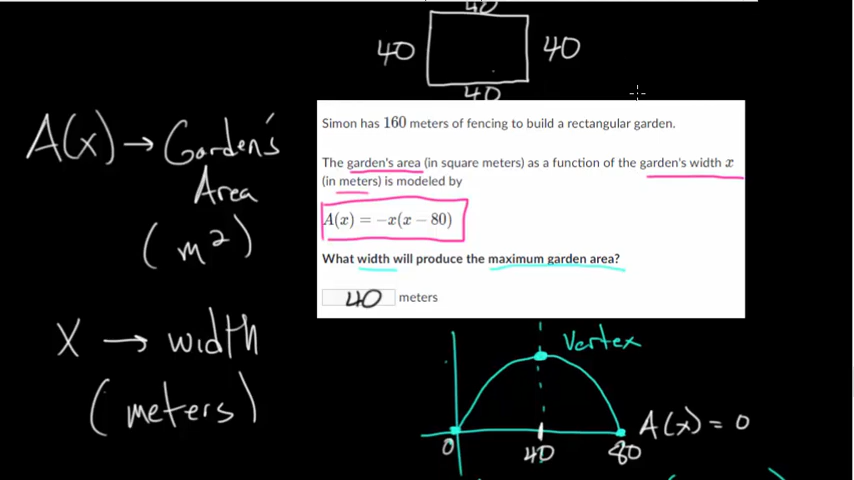 40
40
40
40
Simon has 160 meters of fencing to build a rectangular garden.
The garden's area (in square meters) as a function of the garden's width x
(in meters) is modeled by
A(x) = −x(x − 80)
What width will produce the maximum garden area?
40 meters
A(x) → Garden's
Area
(m²)
x → width
(meters)
Vertex
A(x) = 0
0
40
80